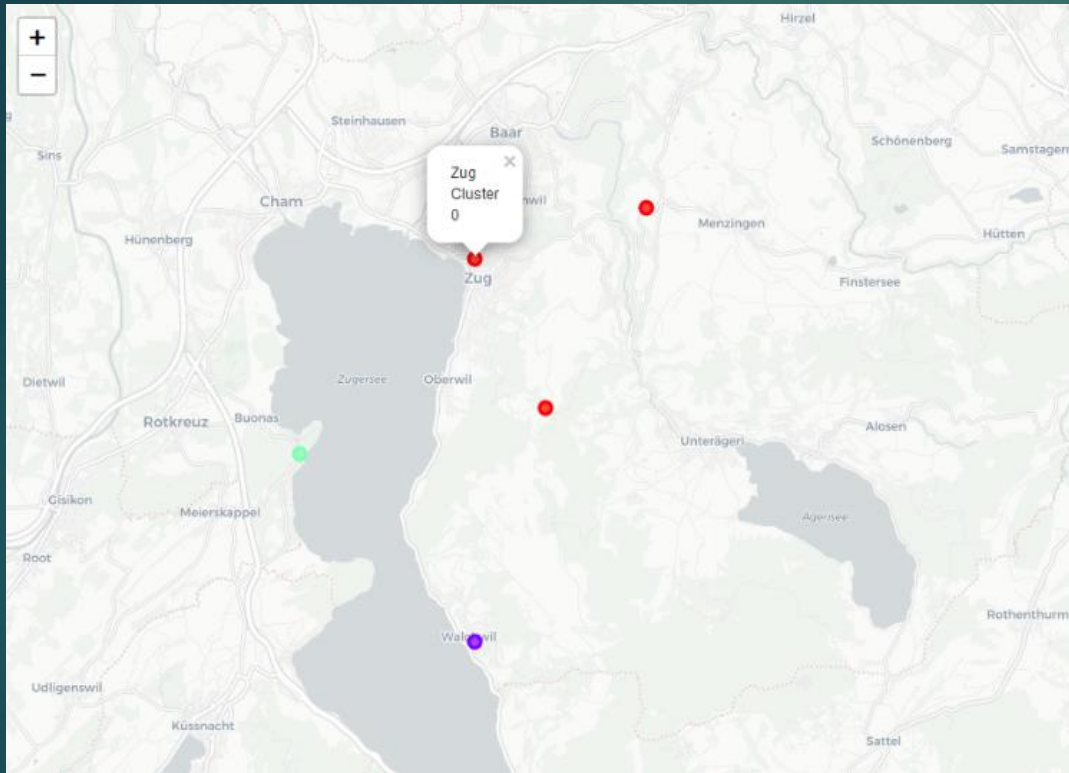 +
Hirzel
−
Steinhausen
Baar
Schönenberg
Samstagern
Sins
×
Zug
Cluster
0
Cham
Menzingen
Hünenberg
Hütten
Zug
Finstersee
Zugersee
Oberwil
Dietwil
Buonas
Rotkreuz
Alosen
Unterägeri
Gisikon
Meierskappel
Ägerisee
Root
Rothenthurm
Udligenswil
Küssnacht
Sattel